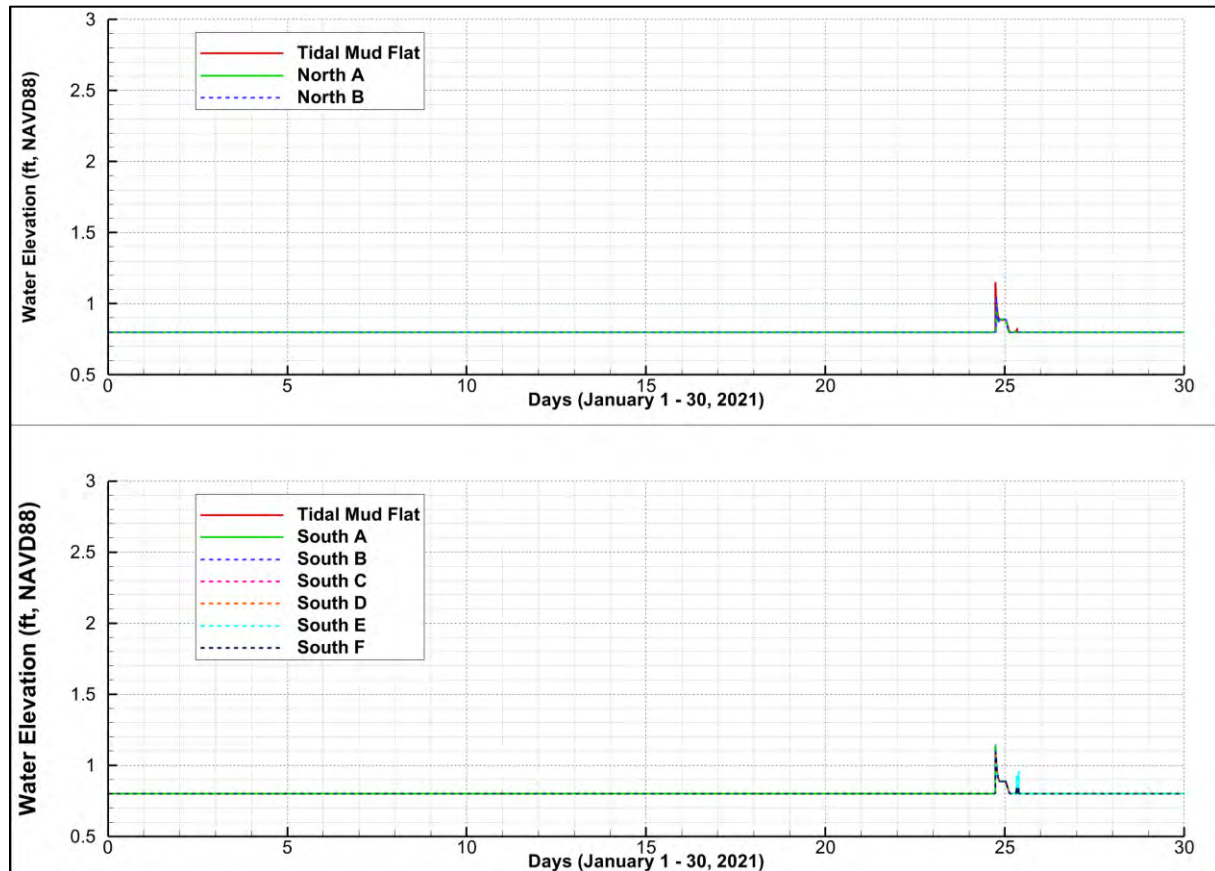 3
2.5
2
1.5
1
0.5
Water Elevation (ft, NAVD88)
Tidal Mud Flat
North A
North B
0 5 10 15 20 25 30
Days (January 1 - 30, 2021)
3
2.5
2
1.5
1
0.5
Water Elevation (ft, NAVD88)
Tidal Mud Flat
South A
South B
South C
South D
South E
South F
0 5 10 15 20 25 30
Days (January 1 - 30, 2021)